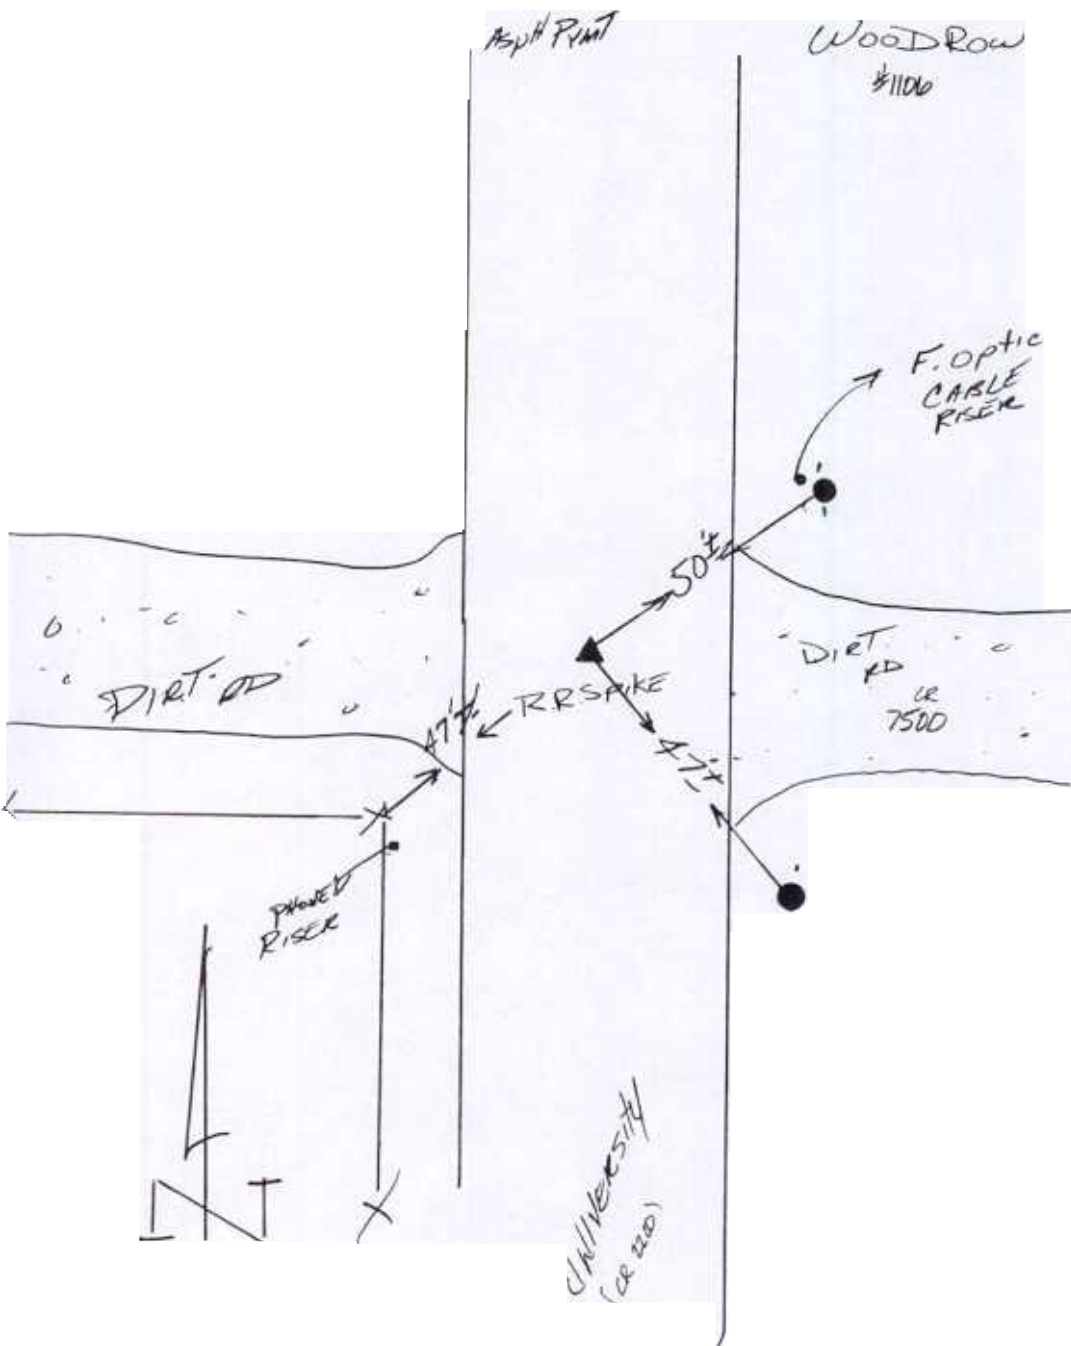 ASPH PVMT
WOODROW
#1106
F. OPTIC
CABLE
RISER
50'±
DIRT
RD
CR
7500
DIRT RD
47'±
R.R. SPIKE
47'±
PHONE
RISER
N
UNIVERSITY
(CR 2200)